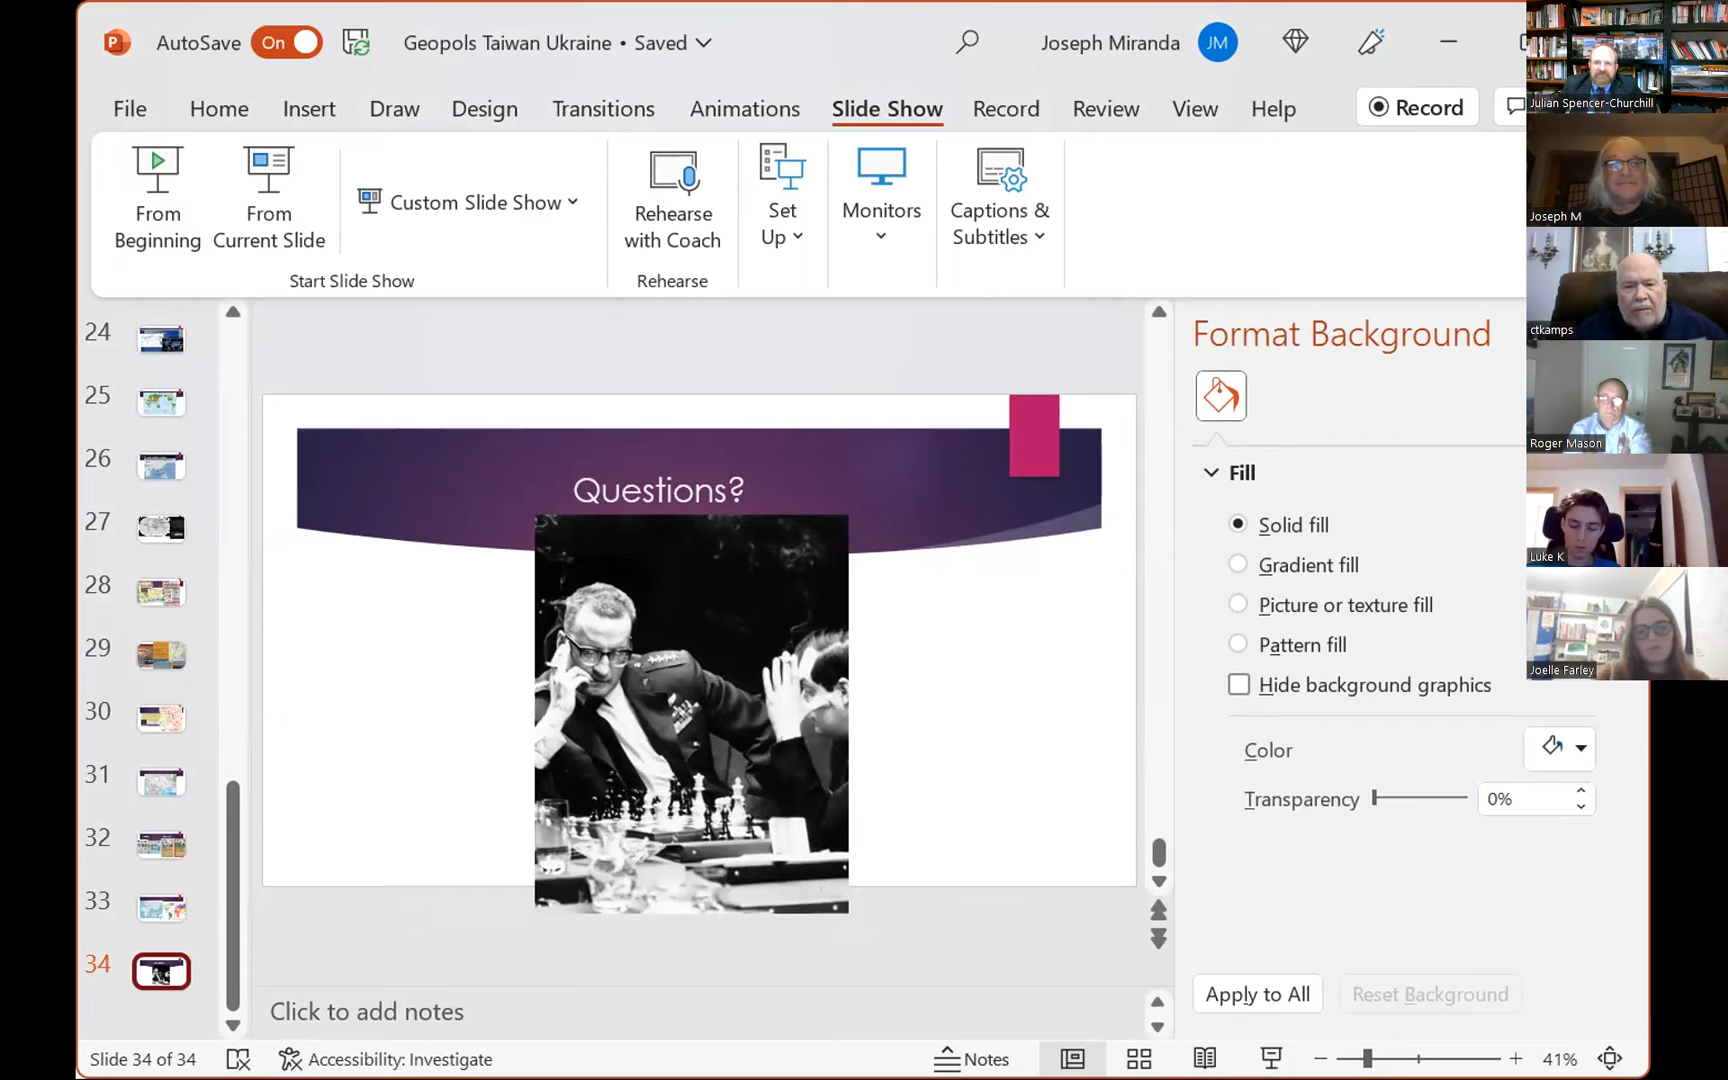 AutoSave On Geopols Taiwan Ukraine • Saved Joseph Miranda JM
File Home Insert Draw Design Transitions Animations Slide Show Record Review View Help Record
From Beginning
From Current Slide
Custom Slide Show
Rehearse with Coach
Set Up
Monitors
Captions & Subtitles
Start Slide Show
Rehearse
24
25
26
27
28
29
30
31
32
33
34
Questions?
Click to add notes
Format Background
Fill
Solid fill
Gradient fill
Picture or texture fill
Pattern fill
Hide background graphics
Color
Transparency 0%
Apply to All Reset Background
Julian Spencer-Churchill
Joseph M
ctkamps
Roger Mason
Luke K
Joelle Farley
Slide 34 of 34 Accessibility: Investigate Notes 41%